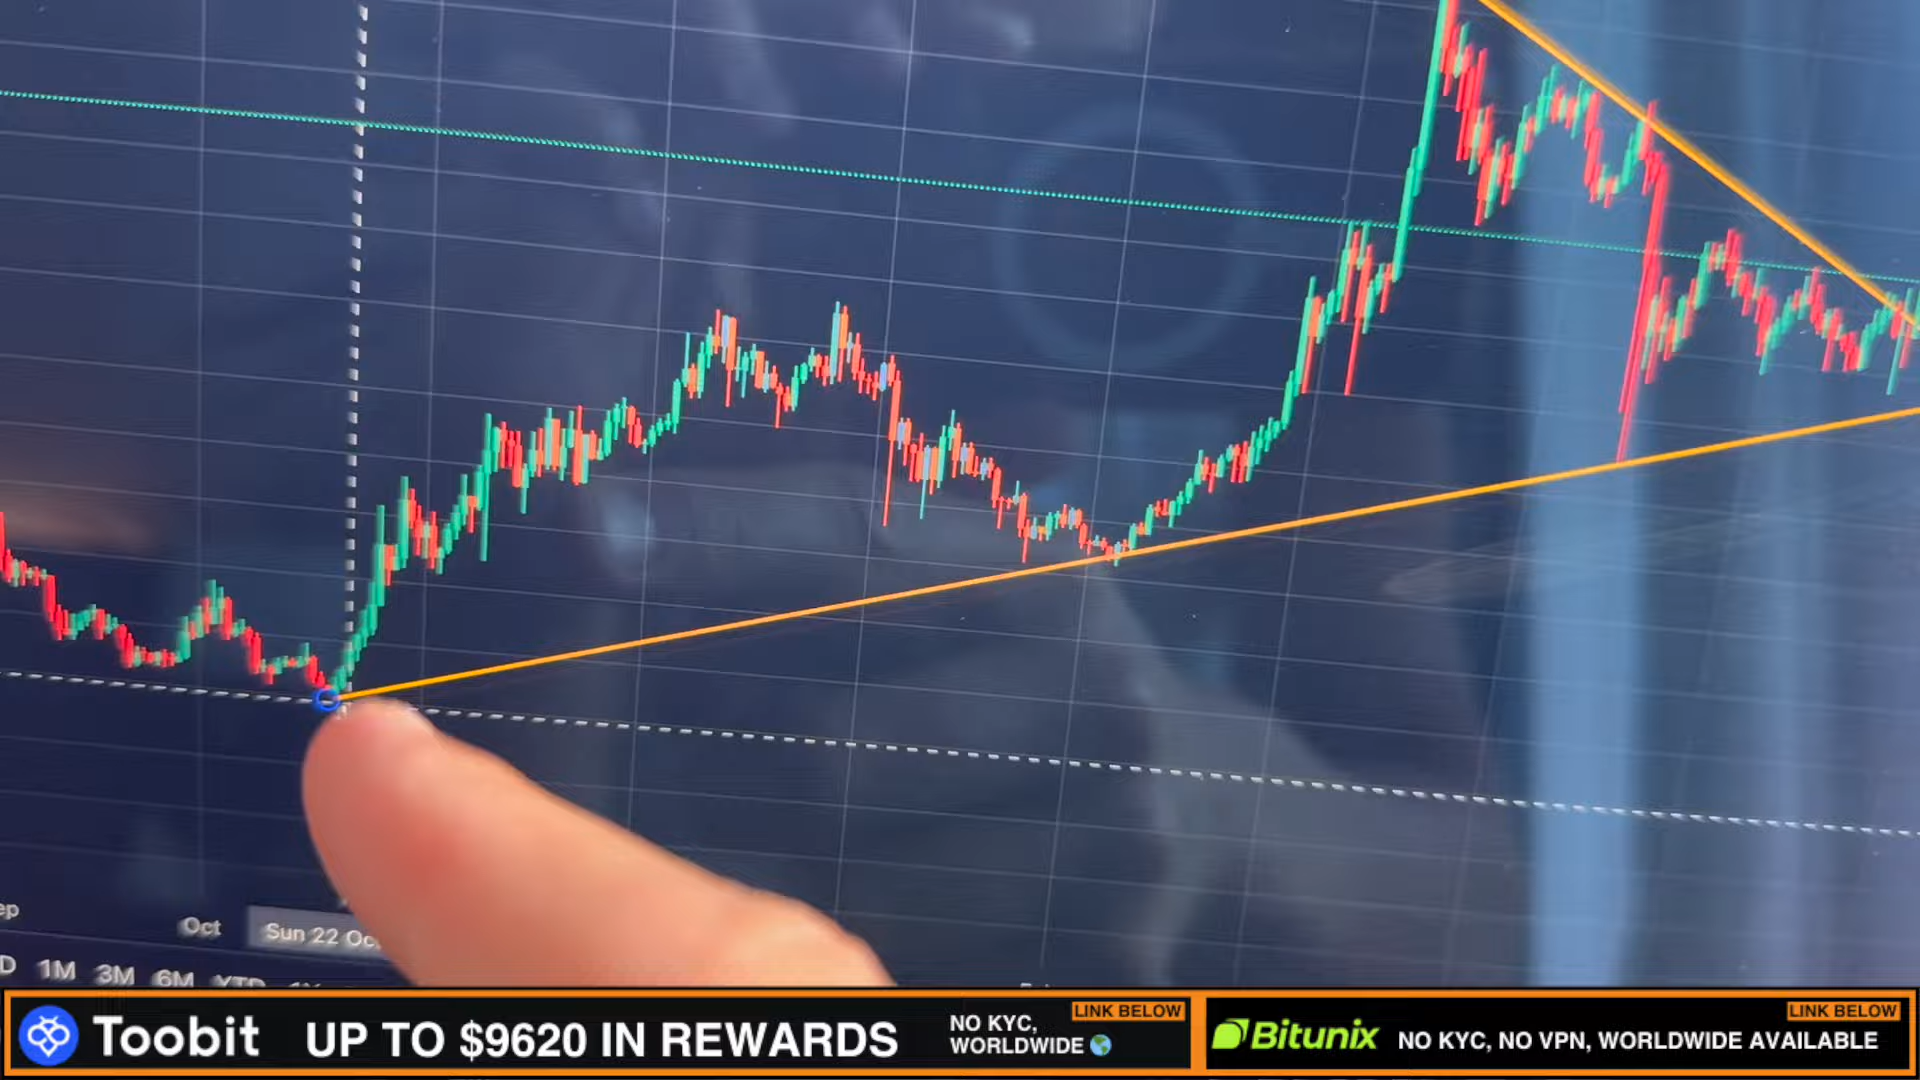 Oct
Sun 22 Oc
1M 3M 6M YTD
Toobit
UP TO $9620 IN REWARDS
NO KYC,
WORLDWIDE
LINK BELOW
Bitunix
NO KYC, NO VPN, WORLDWIDE AVAILABLE
LINK BELOW